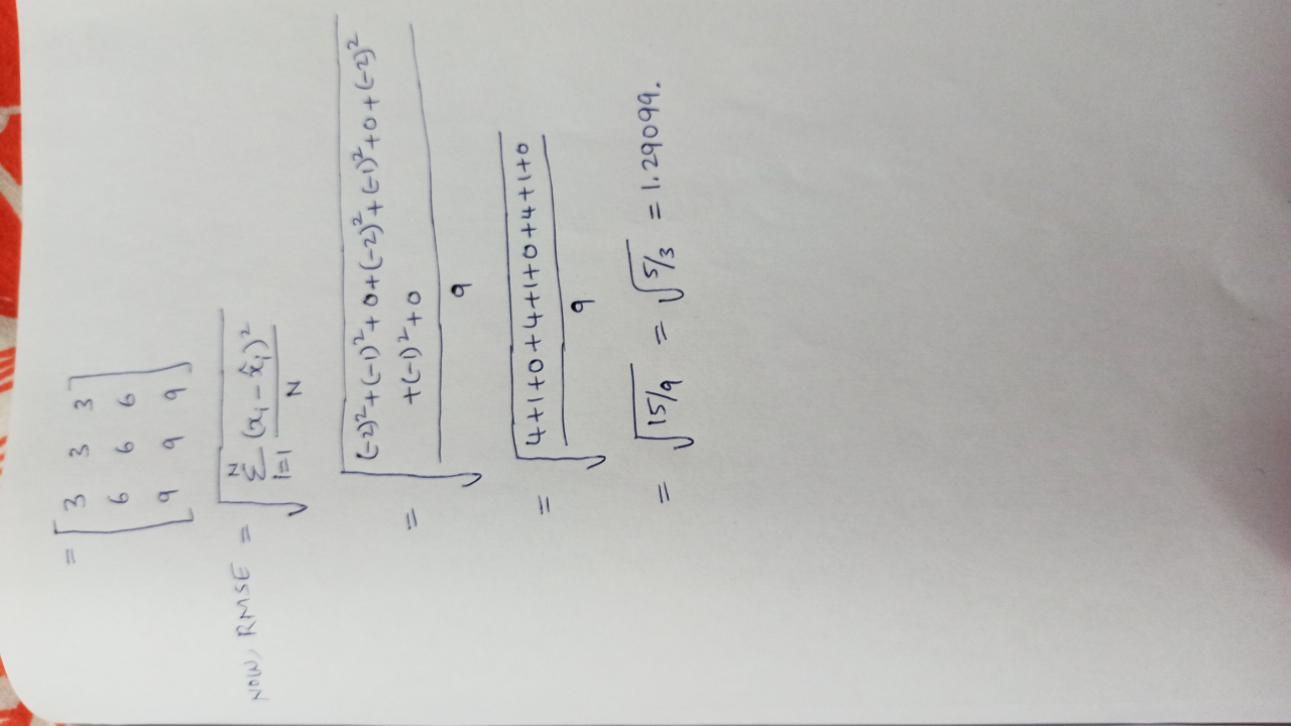 = [ 3 3 3
6 6 6
9 9 9 ]
NOW, RMSE = √( Σ_{i=1}^{N} (x_i - x̂_i)² / N )
= √( (-2)²+(-1)²+0+(-2)²+(-1)²+0+(-2)²
+(-1)²+0 / 9 )
= √( 4+1+0+4+1+0+4+1+0 / 9 )
= √15/9 = √5/3 = 1.29099.